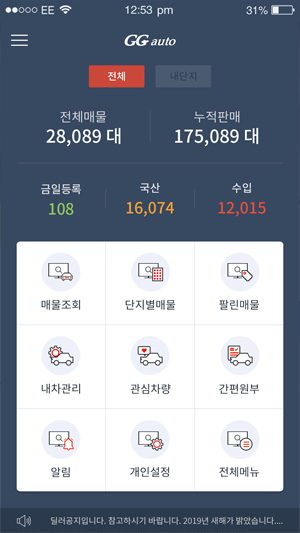 EE 12:53 pm 31%
GG auto
전체 내단지
전체매물 누적판매
28,089 대 175,089 대
금일등록 국산 수입
108 16,074 12,015
매물조회 단지별매물 팔린매물
내차관리 관심차량 간편원부
알림 개인설정 전체메뉴
딜러공지입니다. 참고하시기 바랍니다. 2019년 새해가 밝았습니다....